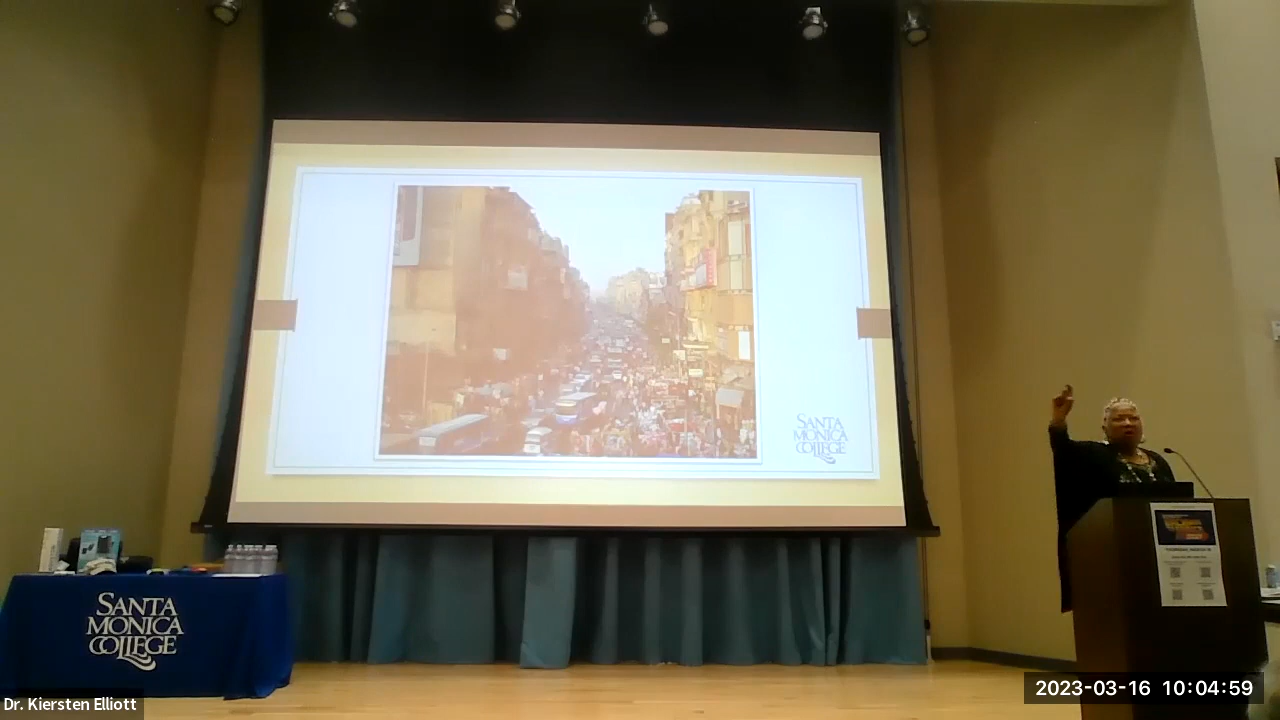 SANTA
MONICA
COLLEGE
SANTA
MONICA
COLLEGE
Dr. Kiersten Elliott
2023-03-16 10:04:59